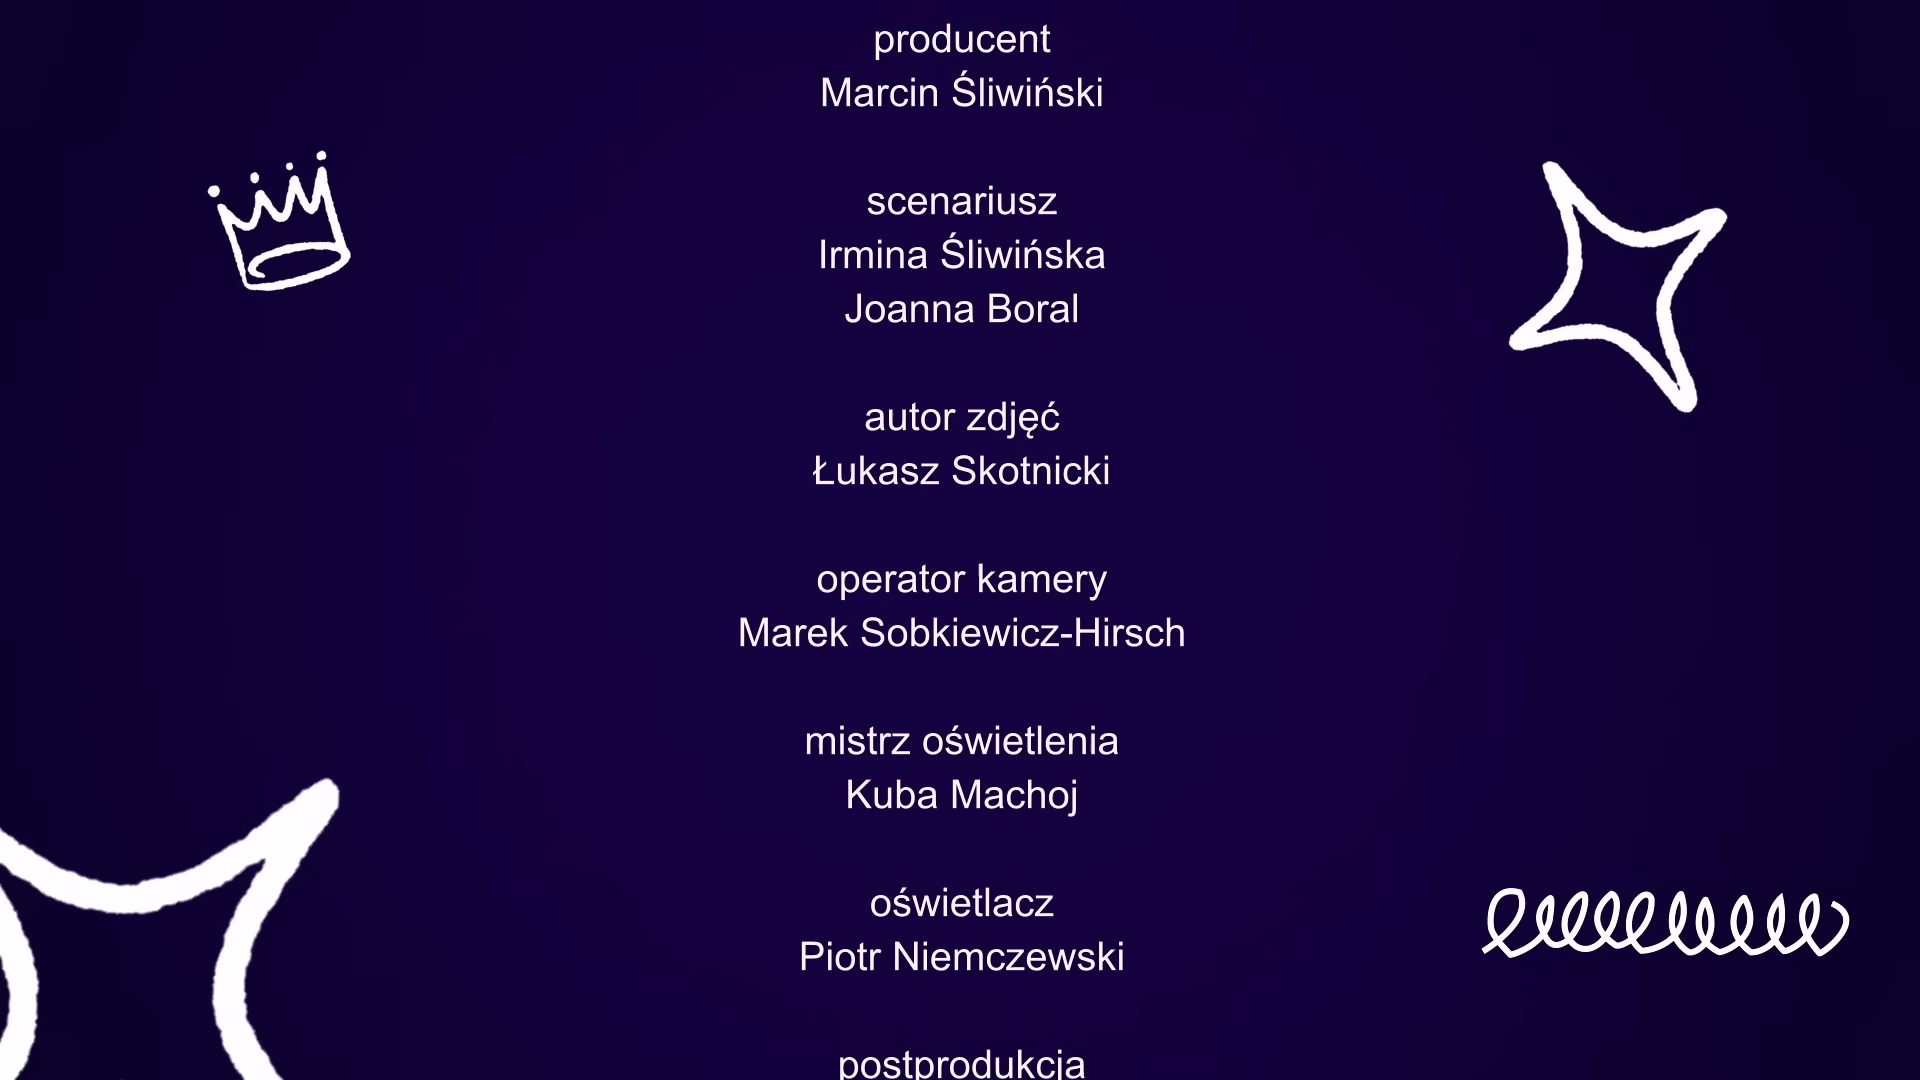 producent
Marcin Śliwiński
scenariusz
Irmina Śliwińska
Joanna Boral
autor zdjęć
Łukasz Skotnicki
operator kamery
Marek Sobkiewicz-Hirsch
mistrz oświetlenia
Kuba Machoj
oświetlacz
Piotr Niemczewski
postprodukcja